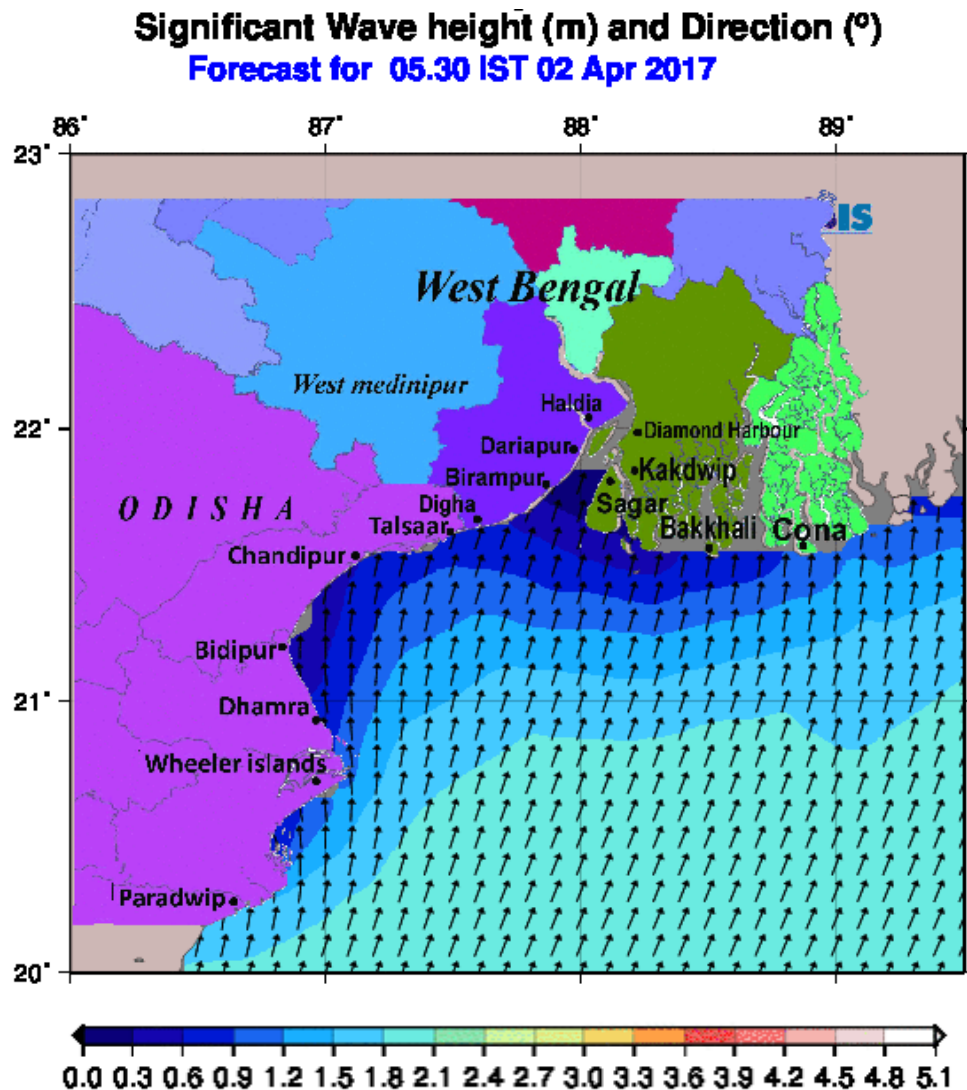 Significant Wave height (m) and Direction (º)
Forecast for 05.30 IST 02 Apr 2017
86° 87° 88° 89°
23°
IS
West Bengal
West medinipur
Haldia
22°
Diamond Harbour
Dariapur
Kakdwip
Birampur
Digha
Sagar
ODISHA
Talsaar
Bakkhali
Cona
Chandipur
Bidipur
21°
Dhamra
Wheeler islands
Paradwip
20°
0.0 0.3 0.6 0.9 1.2 1.5 1.8 2.1 2.4 2.7 3.0 3.3 3.6 3.9 4.2 4.5 4.8 5.1